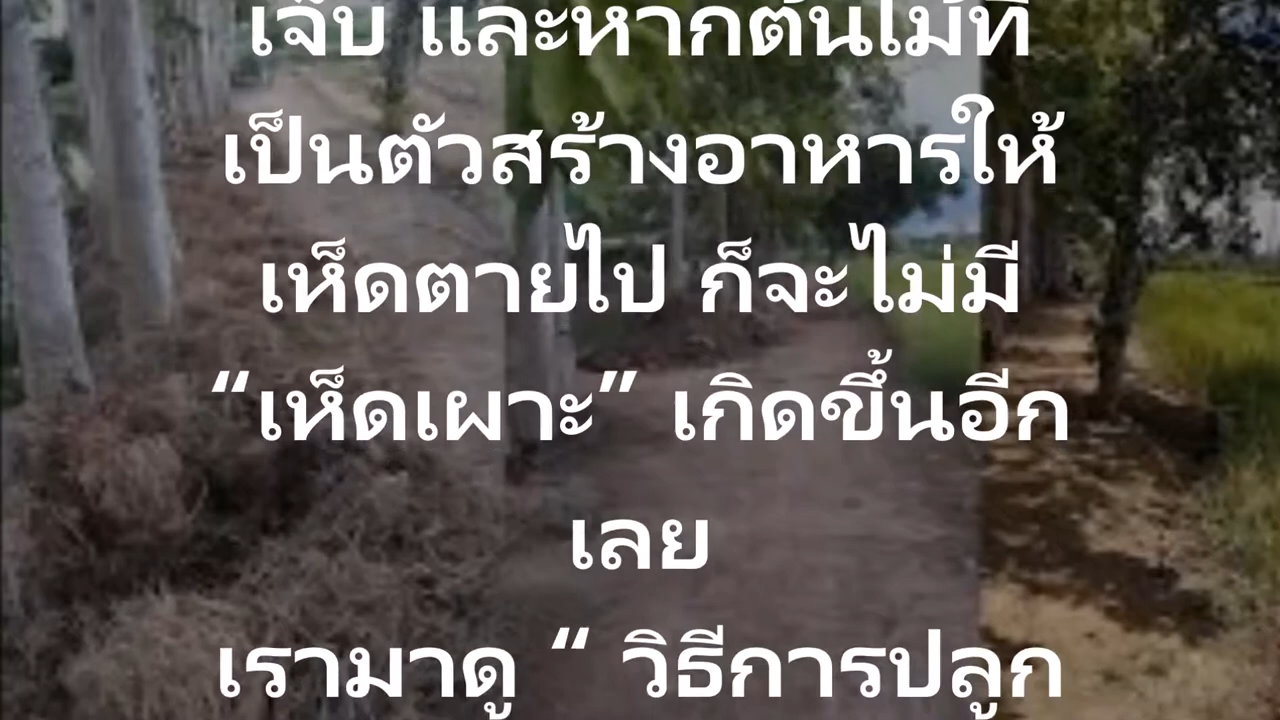 เจ็บ และหากต้นไม้ที่
เป็นตัวสร้างอาหารให้
เห็ดตายไป ก็จะไม่มี
“เห็ดเผาะ” เกิดขึ้นอีก
เลย
เรามาดู “ วิธีการปลูก